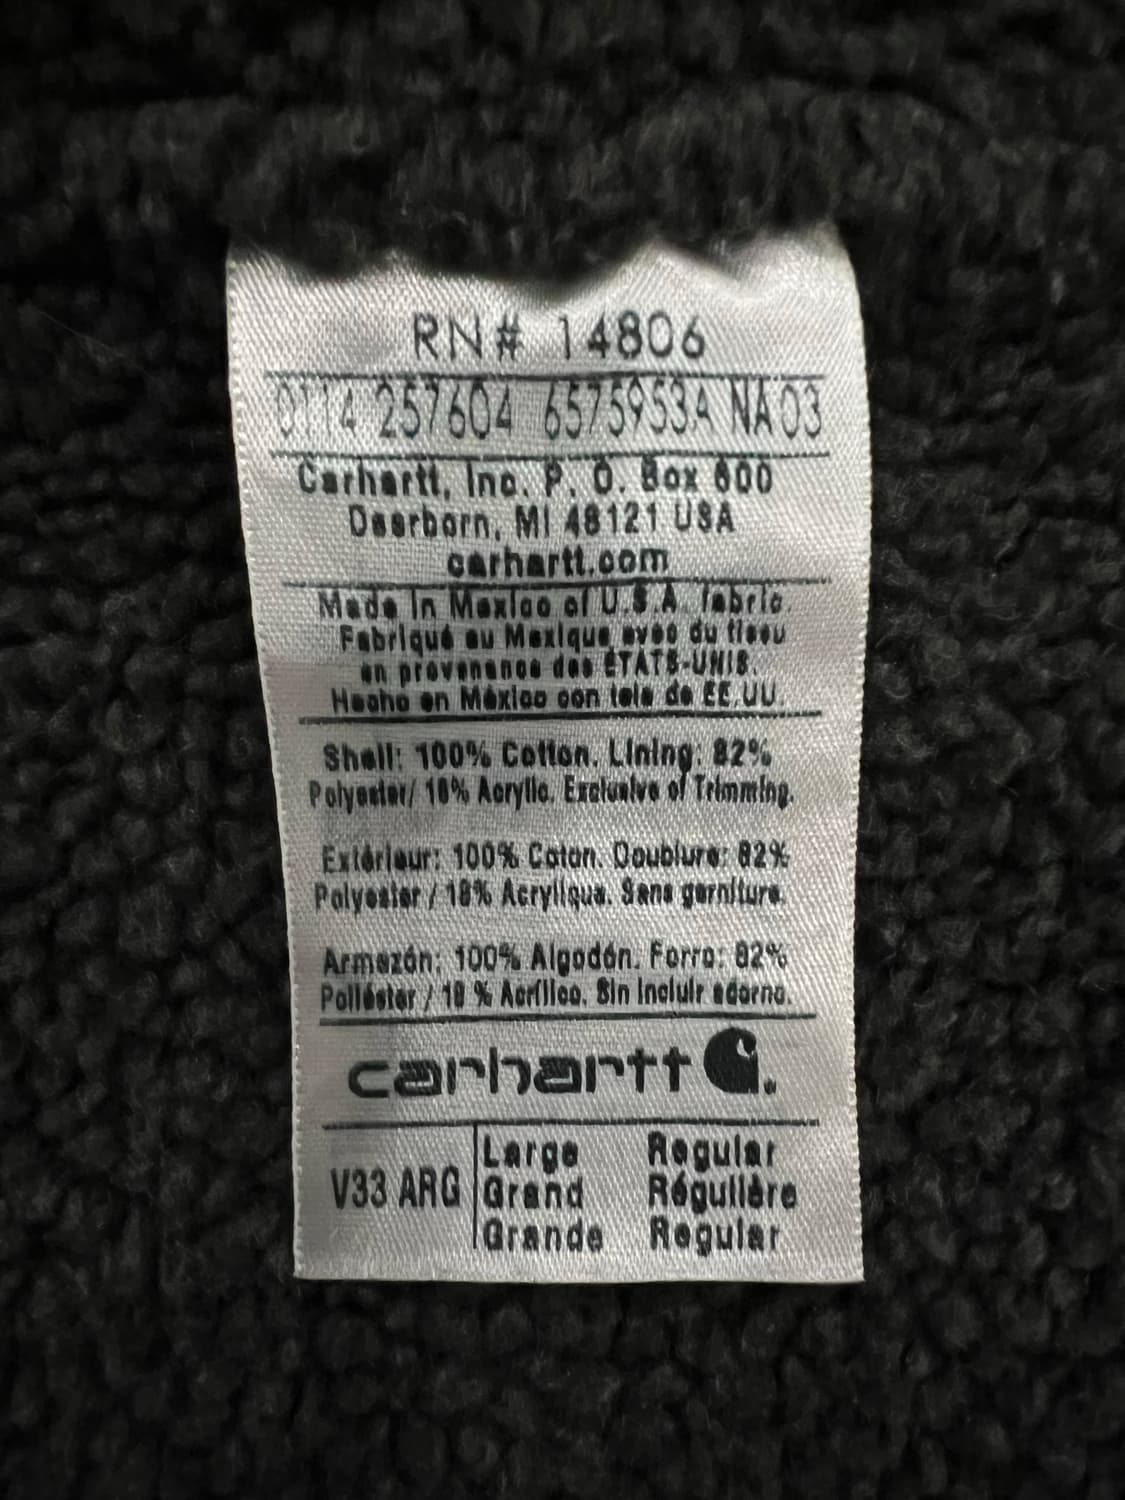 RN# 14806
0114 257604 6575953A NA03
Carhartt, Inc. P. O. Box 600
Dearborn, MI 48121 USA
carhartt.com
Made in Mexico of U.S.A. fabric.
Fabriqué au Mexique avec du tissu
en provenance des ÉTATS-UNIS.
Hecho en México con tela de EE.UU.
Shell: 100% Cotton. Lining: 82%
Polyester/ 18% Acrylic. Exclusive of Trimming.
Extérieur: 100% Coton. Doublure: 82%
Polyester / 18% Acrylique. Sans garniture.
Armazón: 100% Algodón. Forro: 82%
Poliéster / 18 % Acrílico. Sin incluir adorno.
carhartt
V33 ARG
Large Regular
Grand Régulière
Grande Regular